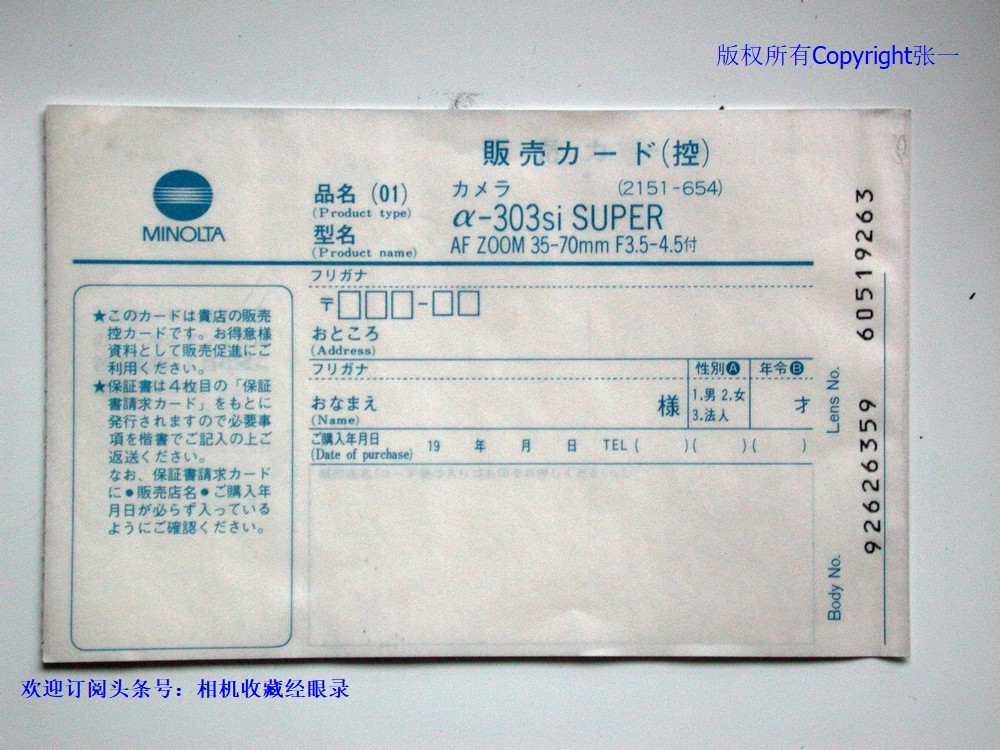 版权所有Copyright张一
販売カード(控)
MINOLTA
品名 (01)
(Product type)
カメラ (2151-654)
型名
(Product name)
α-303si SUPER
AF ZOOM 35-70mm F3.5-4.5付
フリガナ
〒□□□-□□
おところ
(Address)
フリガナ
おなまえ
(Name)
様
性別Ⓐ
1.男 2.女
3.法人
年令Ⓑ
才
ご購入年月日
(Date of purchase)
19 年 月 日 TEL ( )( )( )
★このカードは貴店の販売
控カードです。お得意様
資料として販売促進にご
利用ください。
★保証書は4枚目の「保証
書請求カード」をもとに
発行されますので必要事
項を楷書でご記入の上ご
返送ください。
なお、保証書請求カード
に●販売店名●ご購入年
月日が必らず入っている
ようにご確認ください。
Lens No.
60519263
Body No.
92626359
欢迎订阅头条号：相机收藏经眼录